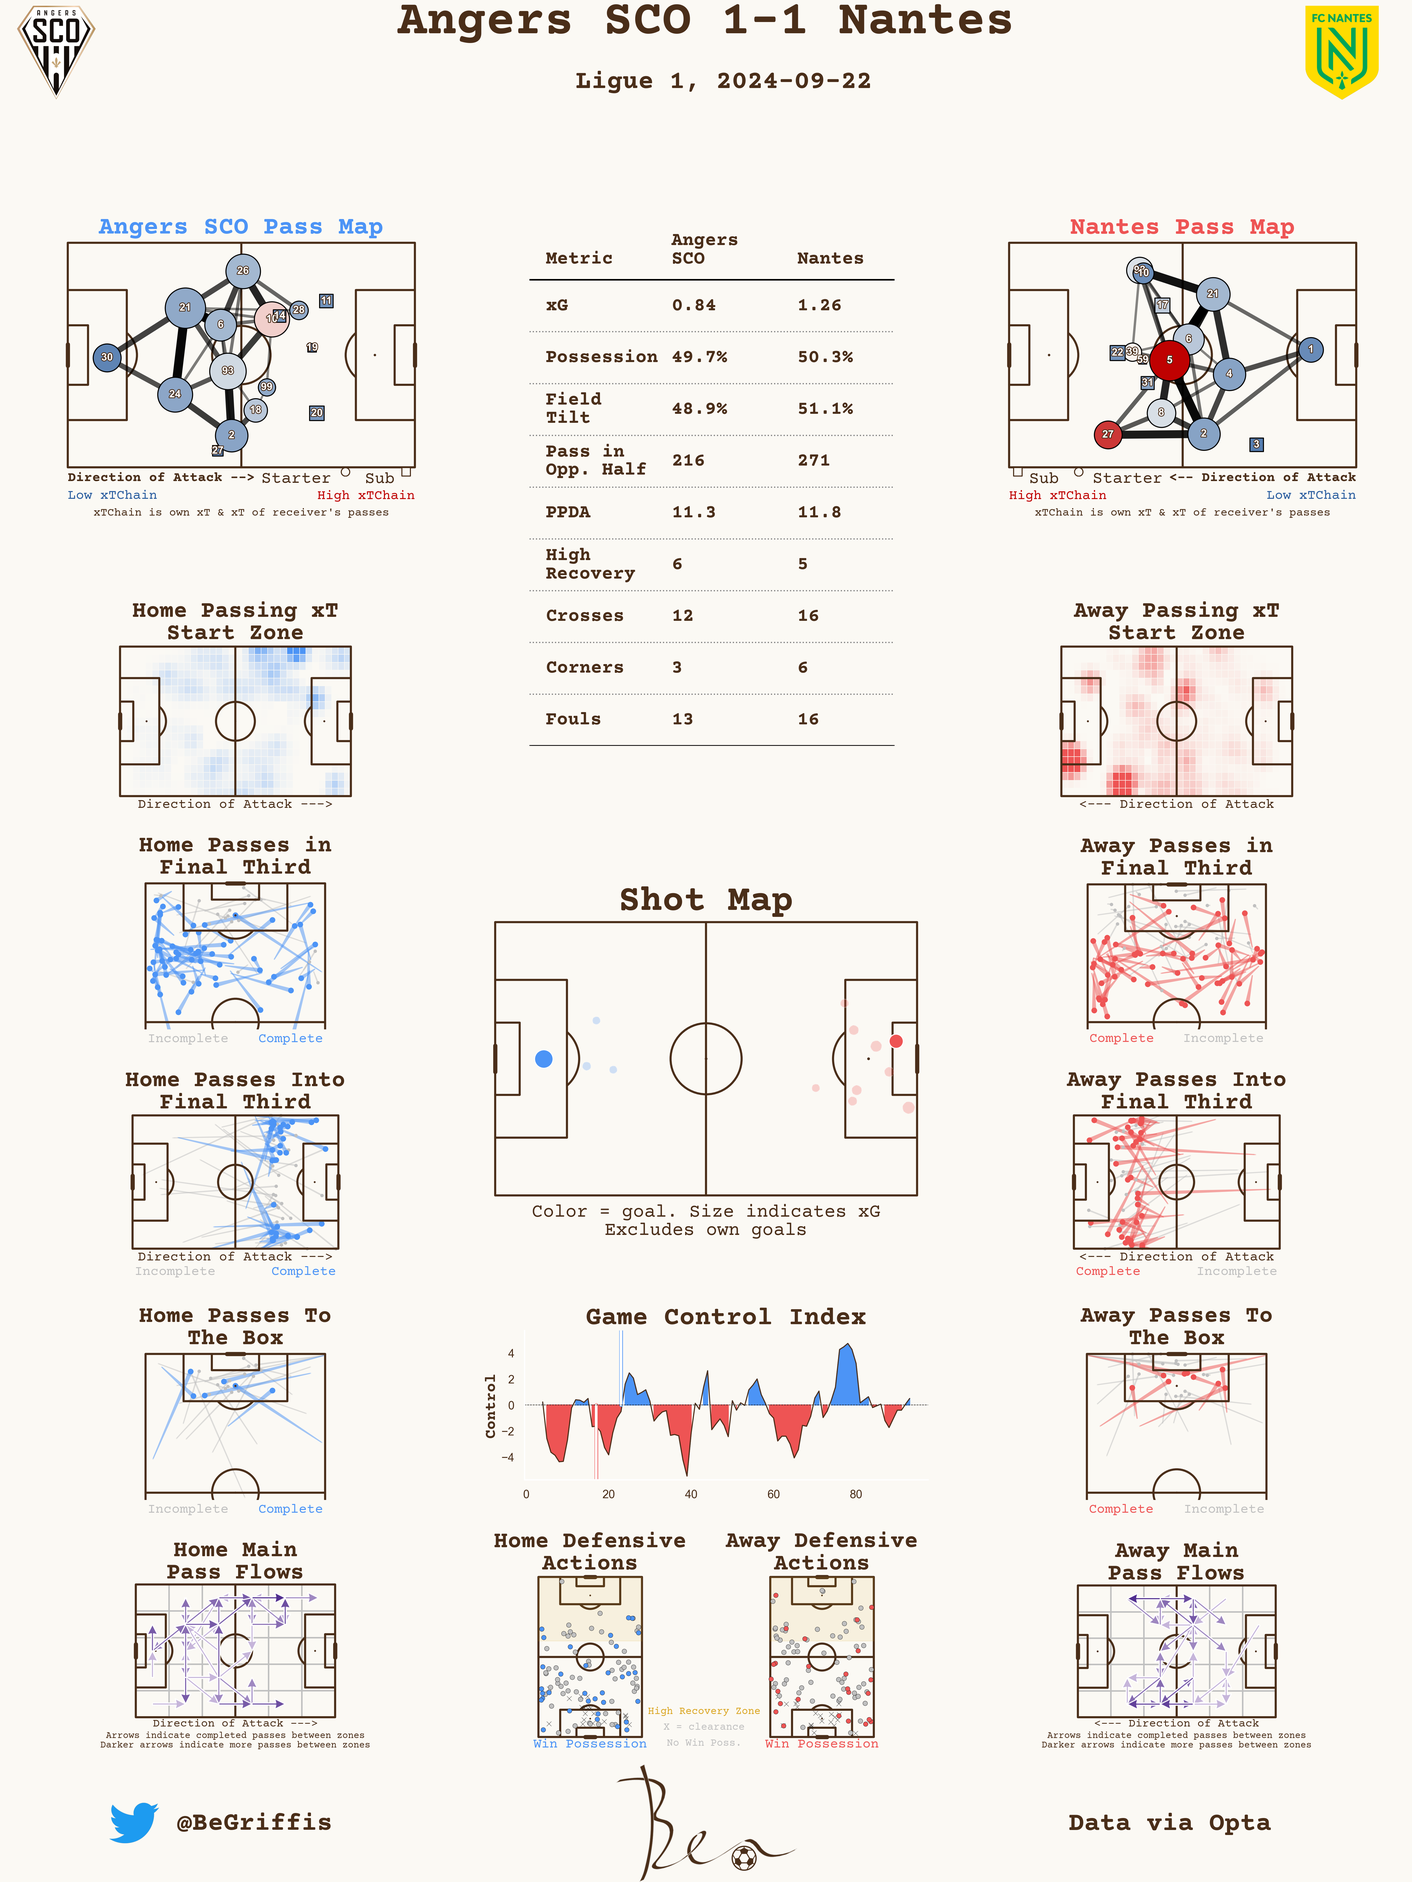 Angers SCO 1-1 Nantes
Ligue 1, 2024-09-22
ANGERS
SCO
FC NANTES
Angers SCO Pass Map
26
21
11
28
14
10
6
19
30
93
99
24
18
20
2
27
Direction of Attack --> Starter Sub
Low xTChain High xTChain
xTChain is own xT & xT of receiver's passes
Metric Angers SCO Nantes
xG 0.84 1.26
Possession 49.7% 50.3%
Field Tilt 48.9% 51.1%
Pass in Opp. Half 216 271
PPDA 11.3 11.8
High Recovery 6 5
Crosses 12 16
Corners 3 6
Fouls 13 16
Nantes Pass Map
10
21
17
6
22
39
59
5
1
4
31
8
27
2
3
Sub Starter <-- Direction of Attack
High xTChain Low xTChain
xTChain is own xT & xT of receiver's passes
Home Passing xT
Start Zone
Direction of Attack --->
Away Passing xT
Start Zone
<--- Direction of Attack
Home Passes in
Final Third
Incomplete Complete
Away Passes in
Final Third
Complete Incomplete
Shot Map
Color = goal. Size indicates xG
Excludes own goals
Home Passes Into
Final Third
Direction of Attack --->
Incomplete Complete
Away Passes Into
Final Third
<--- Direction of Attack
Complete Incomplete
Home Passes To
The Box
Incomplete Complete
Game Control Index
Control
4
2
0
−2
−4
0 20 40 60 80
Away Passes To
The Box
Complete Incomplete
Home Main
Pass Flows
Direction of Attack --->
Arrows indicate completed passes between zones
Darker arrows indicate more passes between zones
Home Defensive
Actions
Win Possession
Away Defensive
Actions
Win Possession
High Recovery Zone
X = clearance
No Win Poss.
Away Main
Pass Flows
<--- Direction of Attack
Arrows indicate completed passes between zones
Darker arrows indicate more passes between zones
@BeGriffis
Ben
Data via Opta